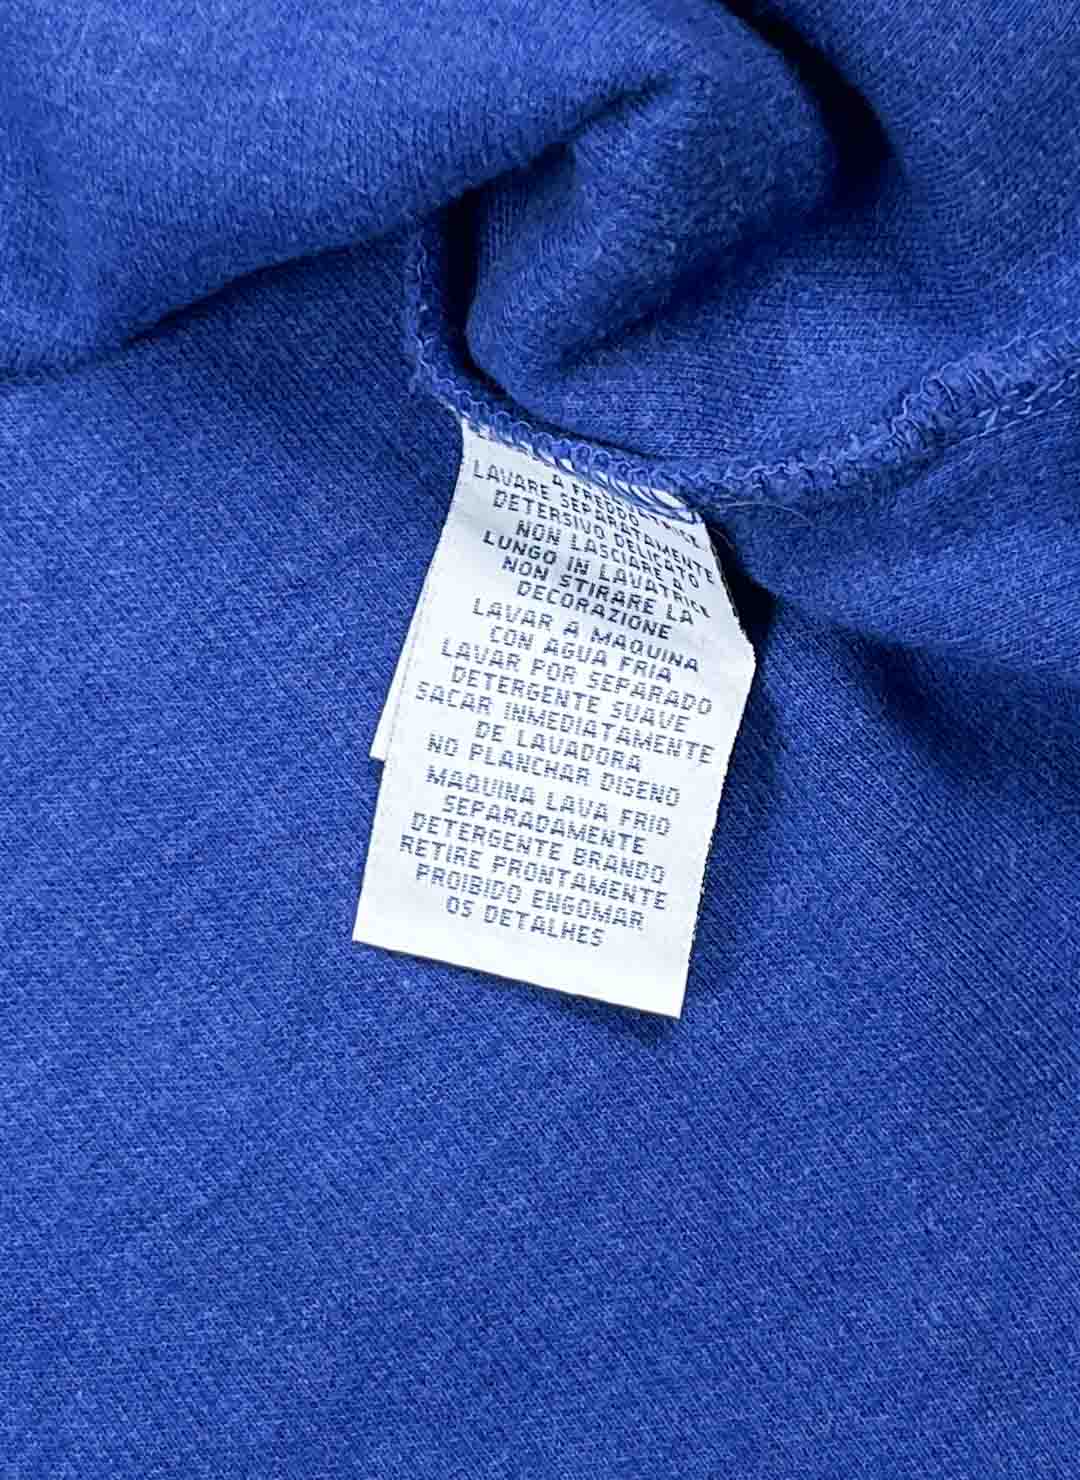 A FREDDO
LAVARE SEPARATAMENTE
DETERSIVO DELICATO
NON LASCIARE A
LUNGO IN LAVATRICE
NON STIRARE LA
DECORAZIONE
LAVAR A MAQUINA
CON AGUA FRIA
LAVAR POR SEPARADO
DETERGENTE SUAVE
SACAR INMEDIATAMENTE
DE LAVADORA
NO PLANCHAR DISENO
MAQUINA LAVA FRIO
SEPARADAMENTE
DETERGENTE BRANDO
RETIRE PRONTAMENTE
PROIBIDO ENGOMAR
OS DETALHES